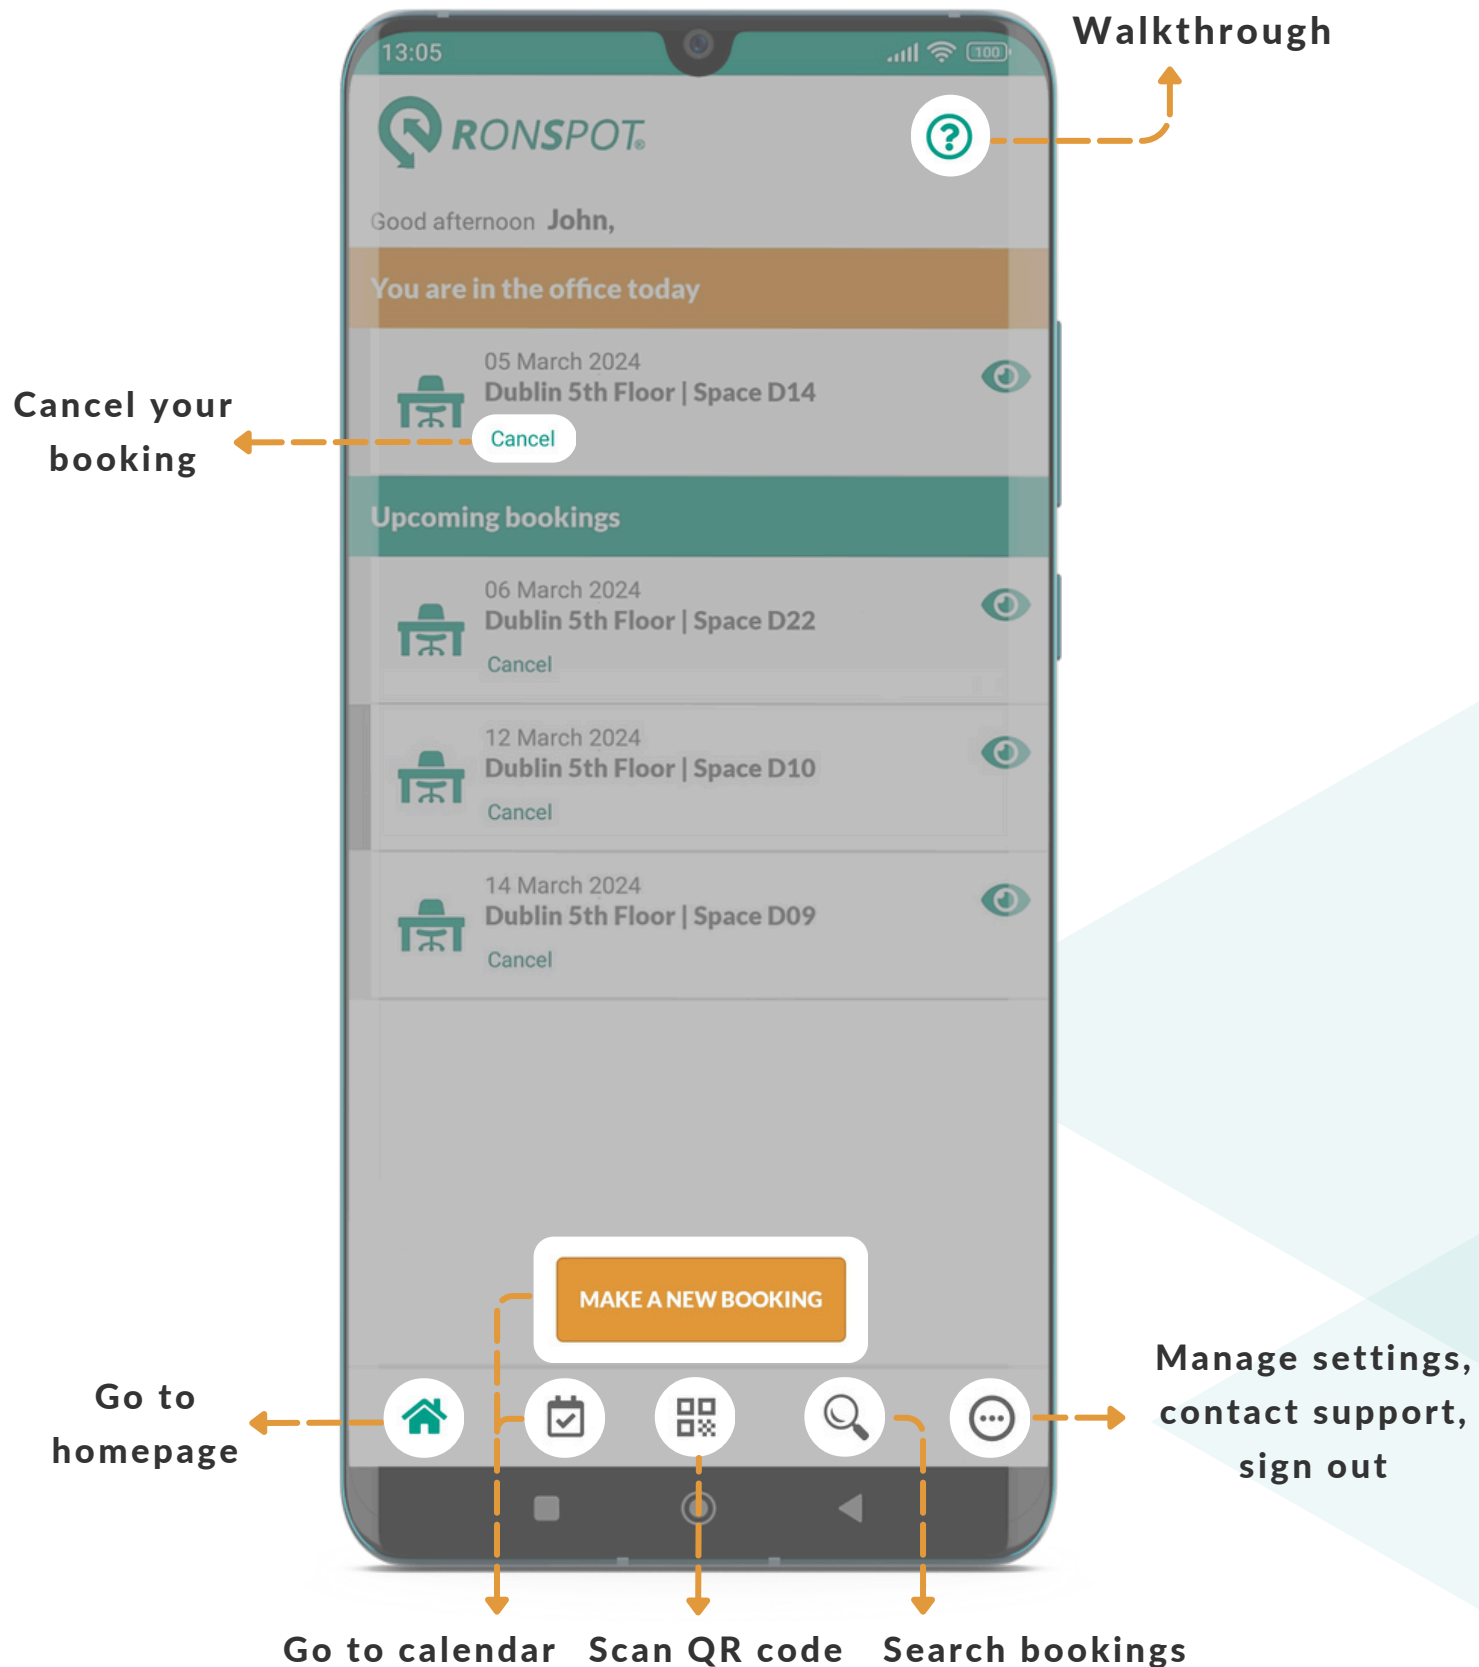 Walkthrough
13:05
100
RONSPOT®
Good afternoon John,
You are in the office today
05 March 2024
Dublin 5th Floor | Space D14
Cancel
Cancel your
booking
Upcoming bookings
06 March 2024
Dublin 5th Floor | Space D22
Cancel
12 March 2024
Dublin 5th Floor | Space D10
Cancel
14 March 2024
Dublin 5th Floor | Space D09
Cancel
MAKE A NEW BOOKING
Go to
homepage
Manage settings,
contact support,
sign out
Go to calendar
Scan QR code
Search bookings